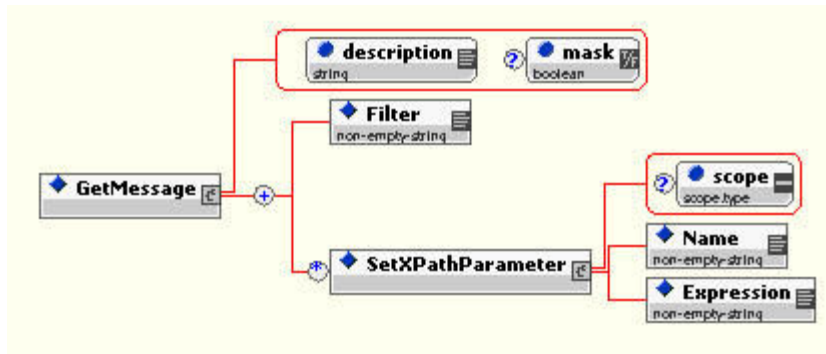 description
string
? mask
T/F
boolean
Filter
non-empty-string
GetMessage
+
? scope
scope.type
Name
non-empty-string
* SetXPathParameter
Expression
non-empty-string